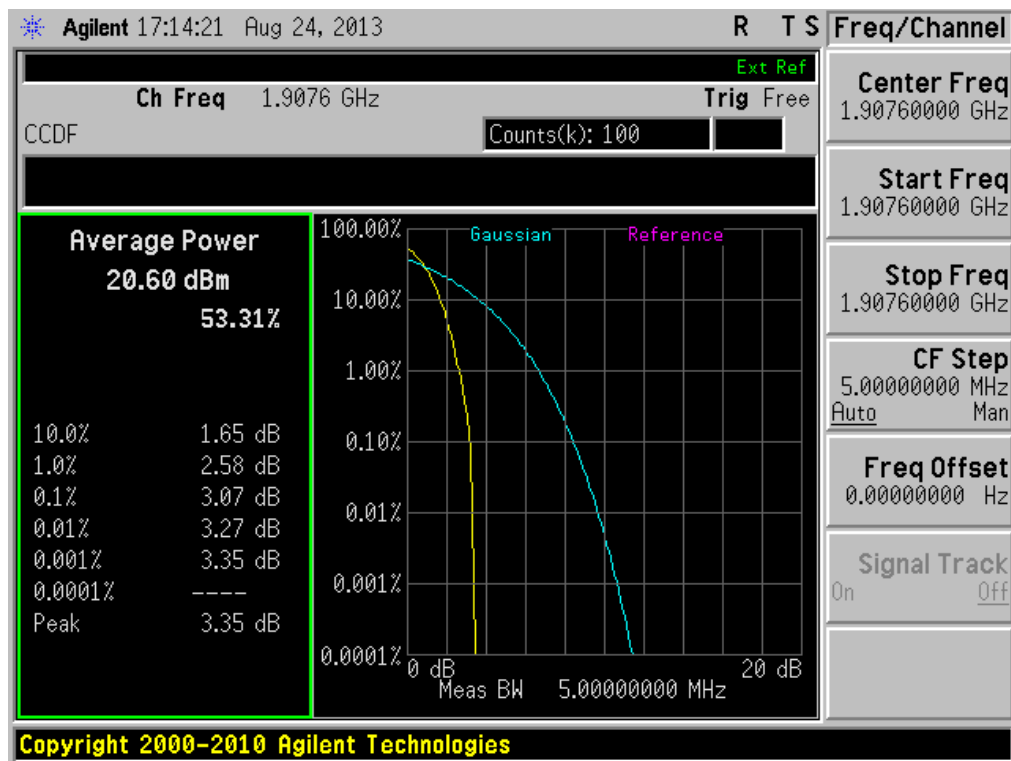 Agilent 17:14:21 Aug 24, 2013 R T S
Ext Ref
Ch Freq 1.9076 GHz Trig Free
CCDF
Counts(k): 100
Average Power
20.60 dBm
53.31%
10.0% 1.65 dB
1.0% 2.58 dB
0.1% 3.07 dB
0.01% 3.27 dB
0.001% 3.35 dB
0.0001% ----
Peak 3.35 dB
Gaussian Reference
100.00%
10.00%
1.00%
0.10%
0.01%
0.001%
0.0001%
0 dB 20 dB
Meas BW 5.00000000 MHz
Freq/Channel
Center Freq
1.90760000 GHz
Start Freq
1.90760000 GHz
Stop Freq
1.90760000 GHz
CF Step
5.00000000 MHz
Auto Man
Freq Offset
0.00000000 Hz
Signal Track
On Off
Copyright 2000-2010 Agilent Technologies